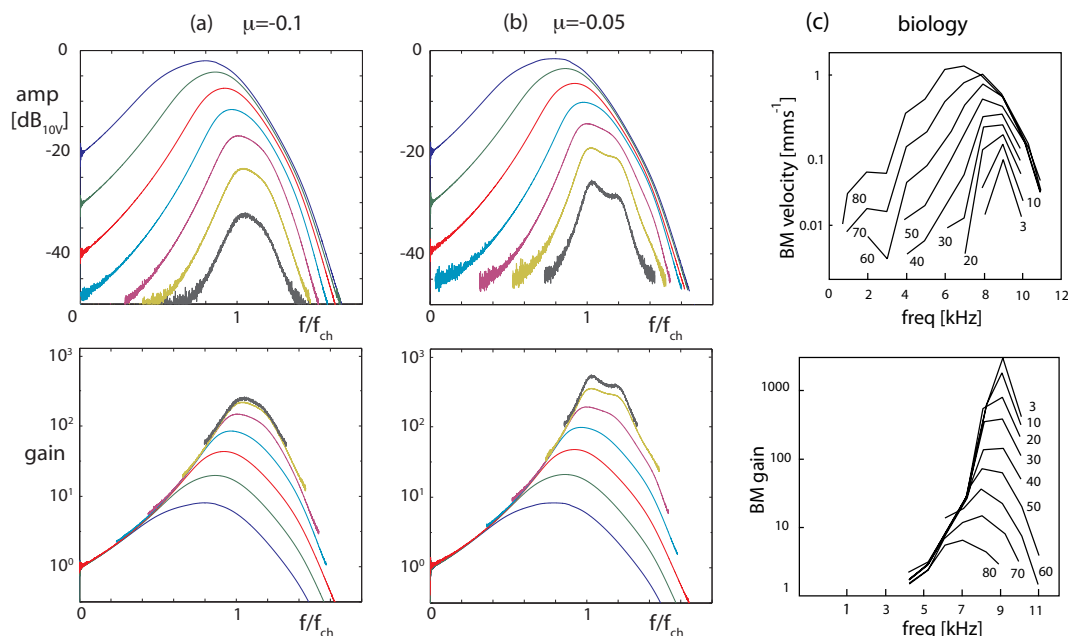 (a) μ=-0.1
(b) μ=-0.05
(c) biology
amp
[dB10V]
0
-20
-40
0
1
f/fch
0
-20
-40
0
1
f/fch
BM velocity [mms-1]
1
0.1
0.01
80
70
60
50
40
30
20
10
3
0 2 4 6 8 10 12
freq [kHz]
gain
10³
10²
10¹
10⁰
0
1
f/fch
10³
10²
10¹
10⁰
0
1
f/fch
BM gain
1000
100
10
1
3
10
20
30
40
50
60
70
80
1 3 5 7 9 11
freq [kHz]